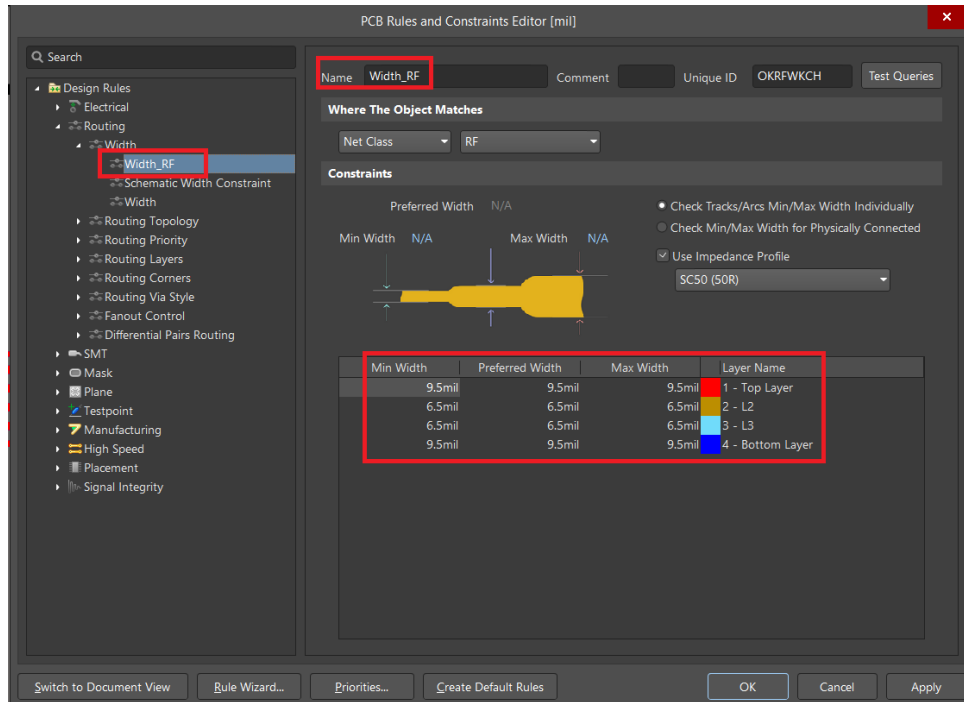 PCB Rules and Constraints Editor [mil]
Search
Design Rules
Electrical
Routing
Width
Width_RF
Schematic Width Constraint
Width
Routing Topology
Routing Priority
Routing Layers
Routing Corners
Routing Via Style
Fanout Control
Differential Pairs Routing
SMT
Mask
Plane
Testpoint
Manufacturing
High Speed
Placement
Signal Integrity
Name Width_RF Comment Unique ID OKRFWKCH Test Queries
Where The Object Matches
Net Class RF
Constraints
Preferred Width N/A
Min Width N/A Max Width N/A
Check Tracks/Arcs Min/Max Width Individually
Check Min/Max Width for Physically Connected
Use Impedance Profile
SC50 (50R)
Min Width Preferred Width Max Width Layer Name
9.5mil 9.5mil 9.5mil 1 - Top Layer
6.5mil 6.5mil 6.5mil 2 - L2
6.5mil 6.5mil 6.5mil 3 - L3
9.5mil 9.5mil 9.5mil 4 - Bottom Layer
Switch to Document View Rule Wizard... Priorities... Create Default Rules OK Cancel Apply